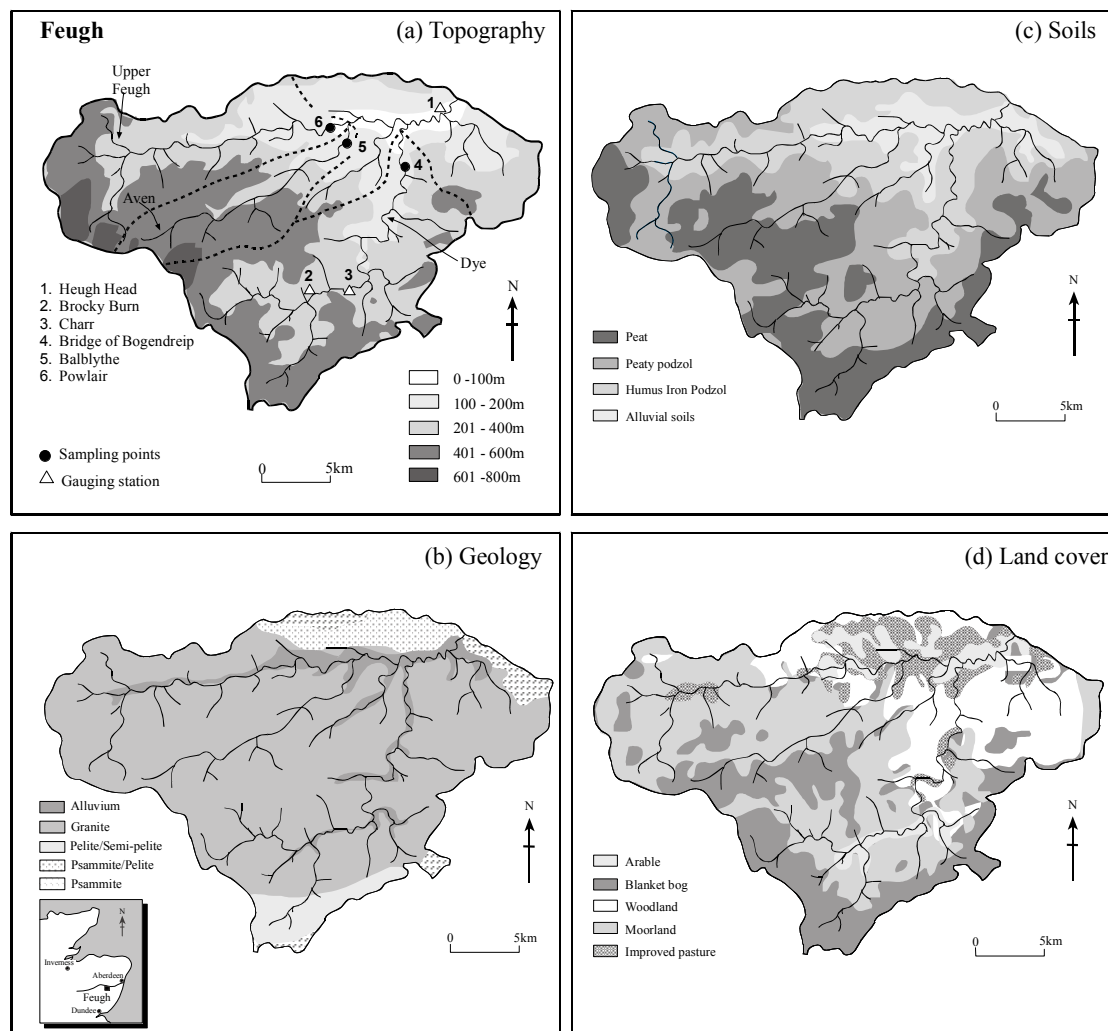 Feugh
(a) Topography
Upper
Feugh
1
6
5
4
Aven
Dye
2
3
N
1. Heugh Head
2. Brocky Burn
3. Charr
4. Bridge of Bogendreip
5. Balblythe
6. Powlair
Sampling points
Gauging station
0 5km
0 -100m
100 - 200m
201 - 400m
401 - 600m
601 -800m
(c) Soils
N
Peat
Peaty podzol
Humus Iron Podzol
Alluvial soils
0 5km
(b) Geology
N
Alluvium
Granite
Pelite/Semi-pelite
Psammite/Pelite
Psammite
0 5km
N
Inverness
Aberdeen
Feugh
Dundee
(d) Land cover
N
Arable
Blanket bog
Woodland
Moorland
Improved pasture
0 5km